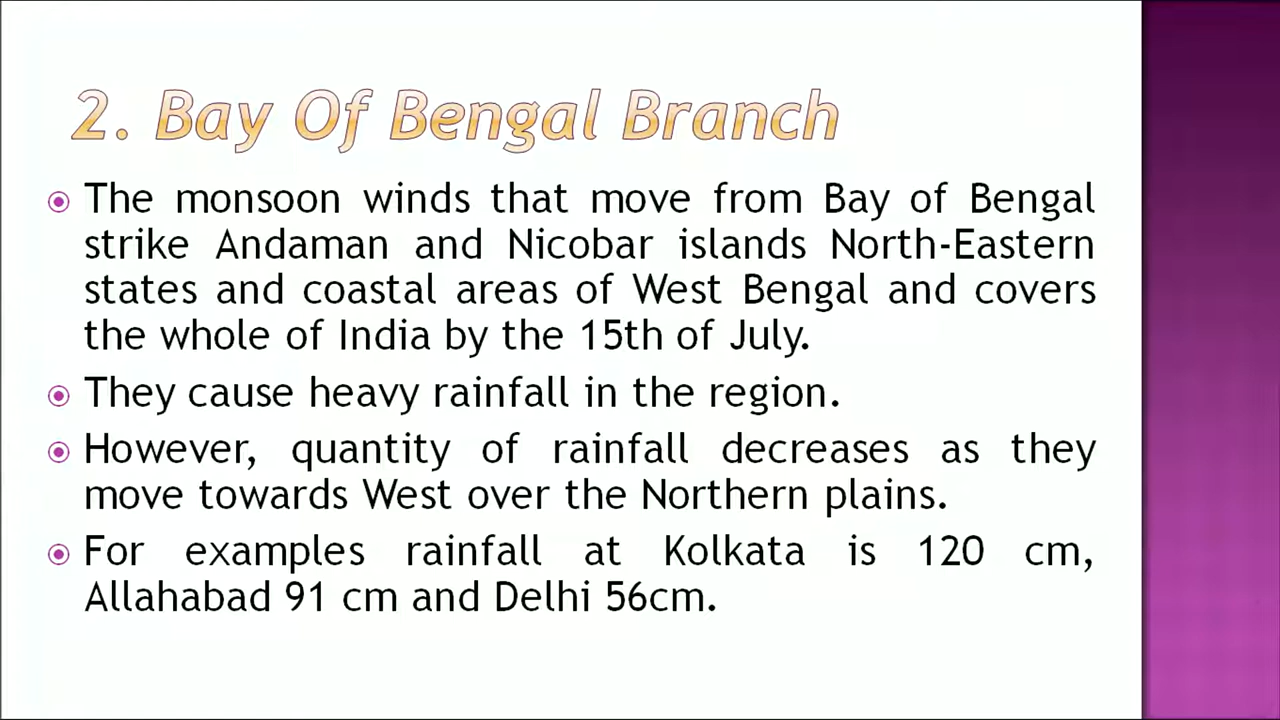 2. Bay Of Bengal Branch
The monsoon winds that move from Bay of Bengal
strike Andaman and Nicobar islands North-Eastern
states and coastal areas of West Bengal and covers
the whole of India by the 15th of July.
They cause heavy rainfall in the region.
However, quantity of rainfall decreases as they
move towards West over the Northern plains.
For examples rainfall at Kolkata is 120 cm,
Allahabad 91 cm and Delhi 56cm.